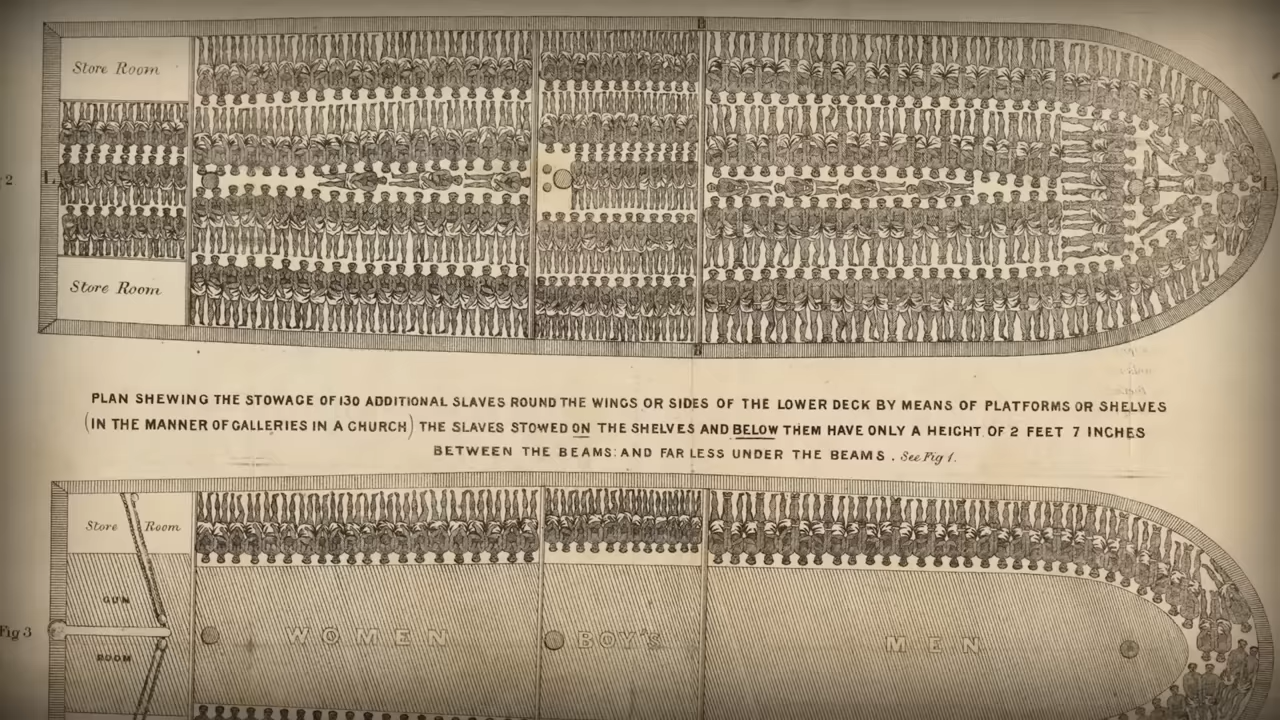 B
Store Room
2
L
L
Store Room
B
PLAN SHEWING THE STOWAGE OF 130 ADDITIONAL SLAVES ROUND THE WINGS OR SIDES OF THE LOWER DECK BY MEANS OF PLATFORMS OR SHELVES
(IN THE MANNER OF GALLERIES IN A CHURCH) THE SLAVES STOWED ON THE SHELVES AND BELOW THEM HAVE ONLY A HEIGHT OF 2 FEET 7 INCHES
BETWEEN THE BEAMS: AND FAR LESS UNDER THE BEAMS . See Fig 1.
Store Room
GUN
Fig 3
WOMEN
BOY'S
MEN
ROOM